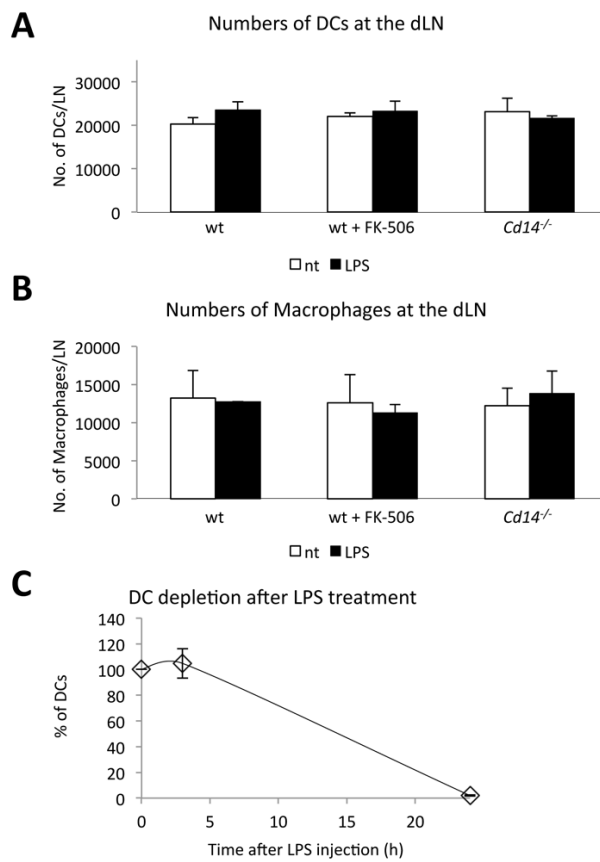 A
Numbers of DCs at the dLN
No. of DCs/LN
30000
20000
10000
0
wt
wt + FK-506
Cd14-/-
nt
LPS
B
Numbers of Macrophages at the dLN
No. of Macrophages/LN
20000
15000
10000
5000
0
wt
wt + FK-506
Cd14-/-
nt
LPS
C
DC depletion after LPS treatment
% of DCs
140
120
100
80
60
40
20
0
0
5
10
15
20
Time after LPS injection (h)